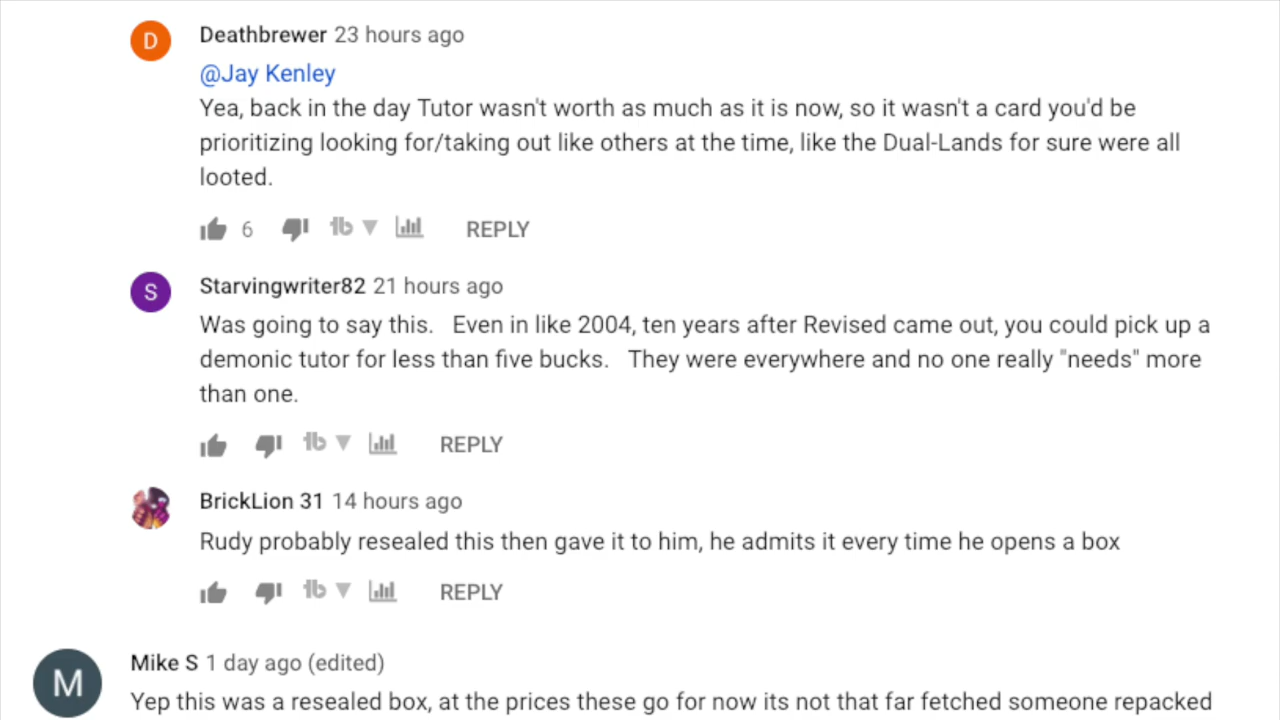 D
Deathbrewer 23 hours ago
@Jay Kenley
Yea, back in the day Tutor wasn't worth as much as it is now, so it wasn't a card you'd be
prioritizing looking for/taking out like others at the time, like the Dual-Lands for sure were all
looted.
6 tb REPLY
S
Starvingwriter82 21 hours ago
Was going to say this.   Even in like 2004, ten years after Revised came out, you could pick up a
demonic tutor for less than five bucks.   They were everywhere and no one really "needs" more
than one.
tb REPLY
BrickLion 31 14 hours ago
Rudy probably resealed this then gave it to him, he admits it every time he opens a box
tb REPLY
M
Mike S 1 day ago (edited)
Yep this was a resealed box, at the prices these go for now its not that far fetched someone repacked